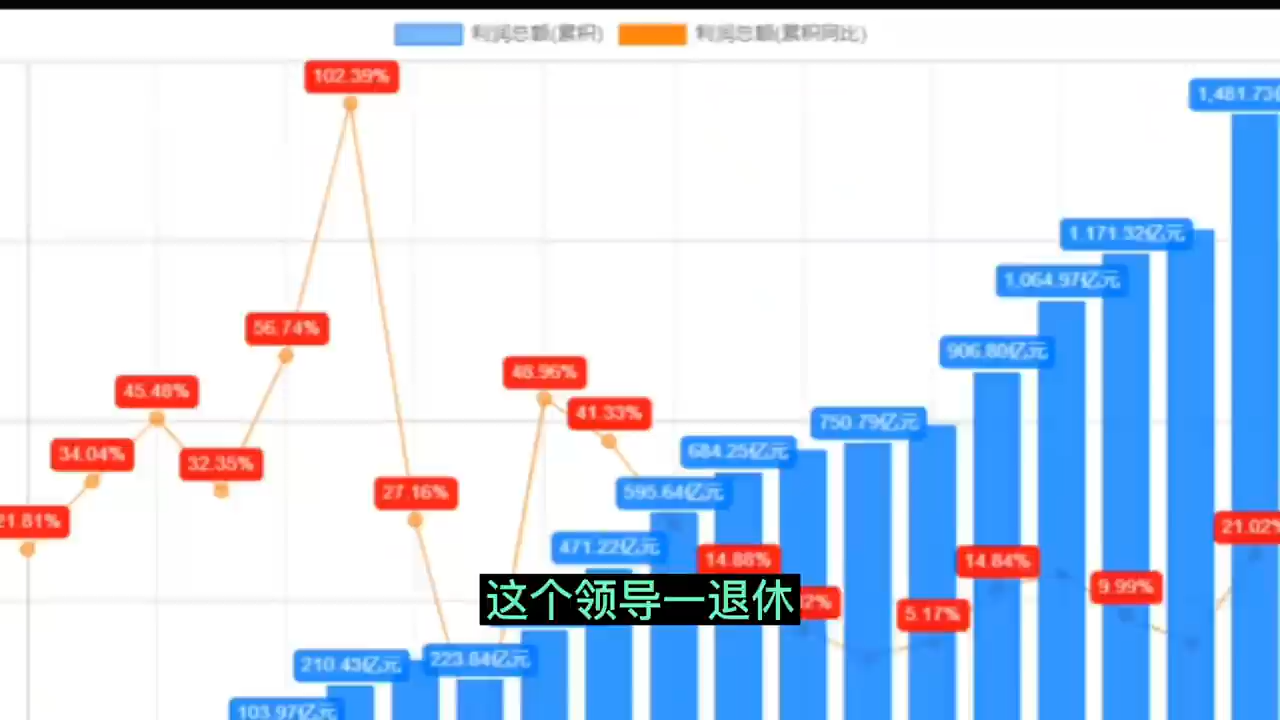 利润总额(累积) 利润总额(累积同比)
102.39%
1,481.73
1,171.32亿元
1,064.97亿元
56.74%
906.80亿元
48.96%
45.48%
41.33%
750.79亿元
34.04%
684.25亿元
32.35%
27.16%
595.64亿元
21.81%
21.02%
471.22亿元
14.88%
14.84%
9.99%
2%
5.17%
这个领导一退休
210.43亿元
223.84亿元
103.97亿元